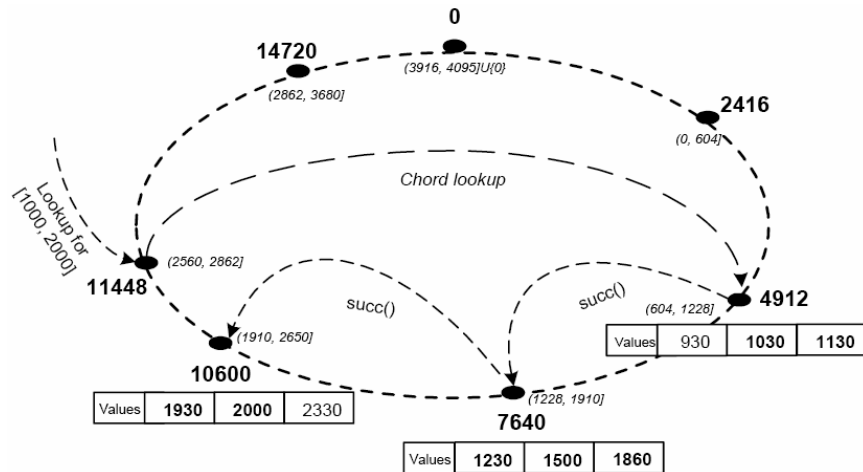 0
14720
(3916, 4095]U{0}
(2862, 3680]
2416
(0, 604]
Chord lookup
Lookup for
[1000, 2000]
(2560, 2862]
11448
succ()
succ()
(604, 1228]
4912
Values 930 1030 1130
(1910, 2650]
10600
Values 1930 2000 2330
(1228, 1910]
7640
Values 1230 1500 1860